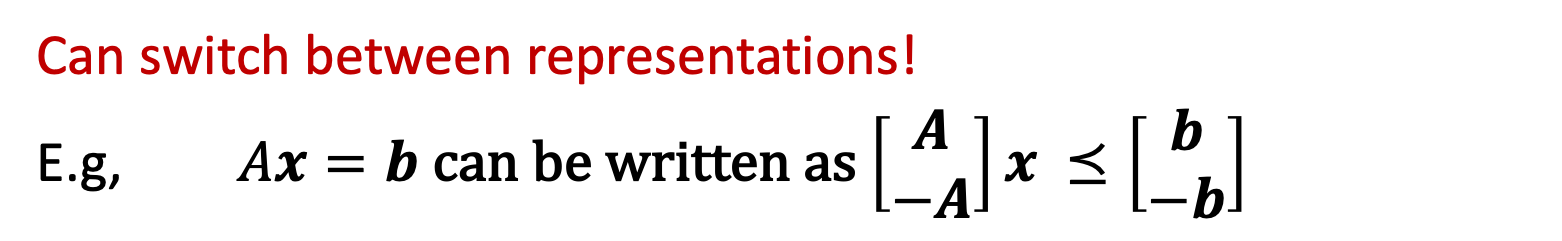 Can switch between representations!
E.g, Ax = b can be written as [A -A] x ≤ [b -b]